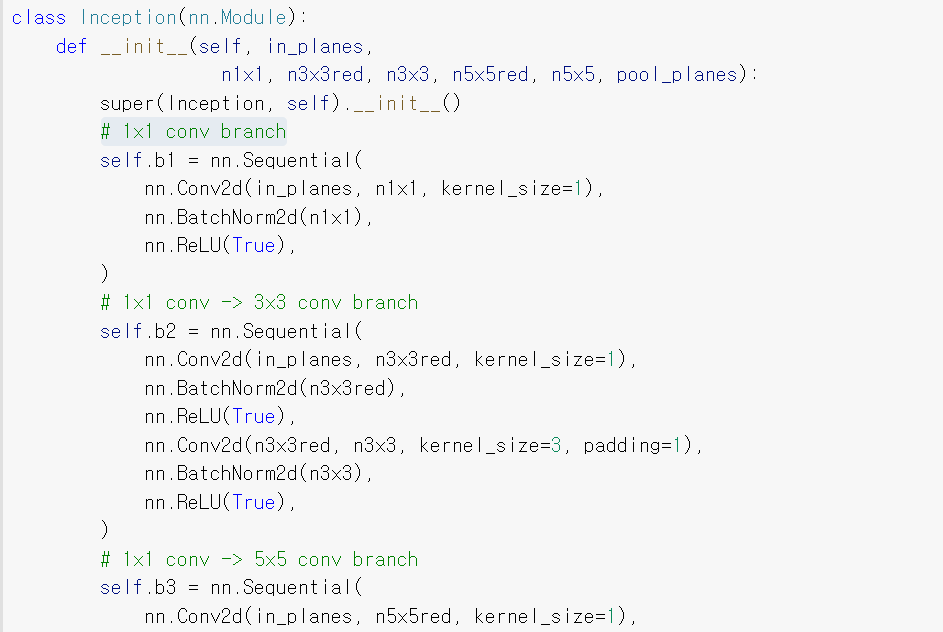 class Inception(nn.Module):
    def __init__(self, in_planes,
                 n1x1, n3x3red, n3x3, n5x5red, n5x5, pool_planes):
        super(Inception, self).__init__()
        # 1x1 conv branch
        self.b1 = nn.Sequential(
            nn.Conv2d(in_planes, n1x1, kernel_size=1),
            nn.BatchNorm2d(n1x1),
            nn.ReLU(True),
        )
        # 1x1 conv -> 3x3 conv branch
        self.b2 = nn.Sequential(
            nn.Conv2d(in_planes, n3x3red, kernel_size=1),
            nn.BatchNorm2d(n3x3red),
            nn.ReLU(True),
            nn.Conv2d(n3x3red, n3x3, kernel_size=3, padding=1),
            nn.BatchNorm2d(n3x3),
            nn.ReLU(True),
        )
        # 1x1 conv -> 5x5 conv branch
        self.b3 = nn.Sequential(
            nn.Conv2d(in_planes, n5x5red, kernel_size=1),